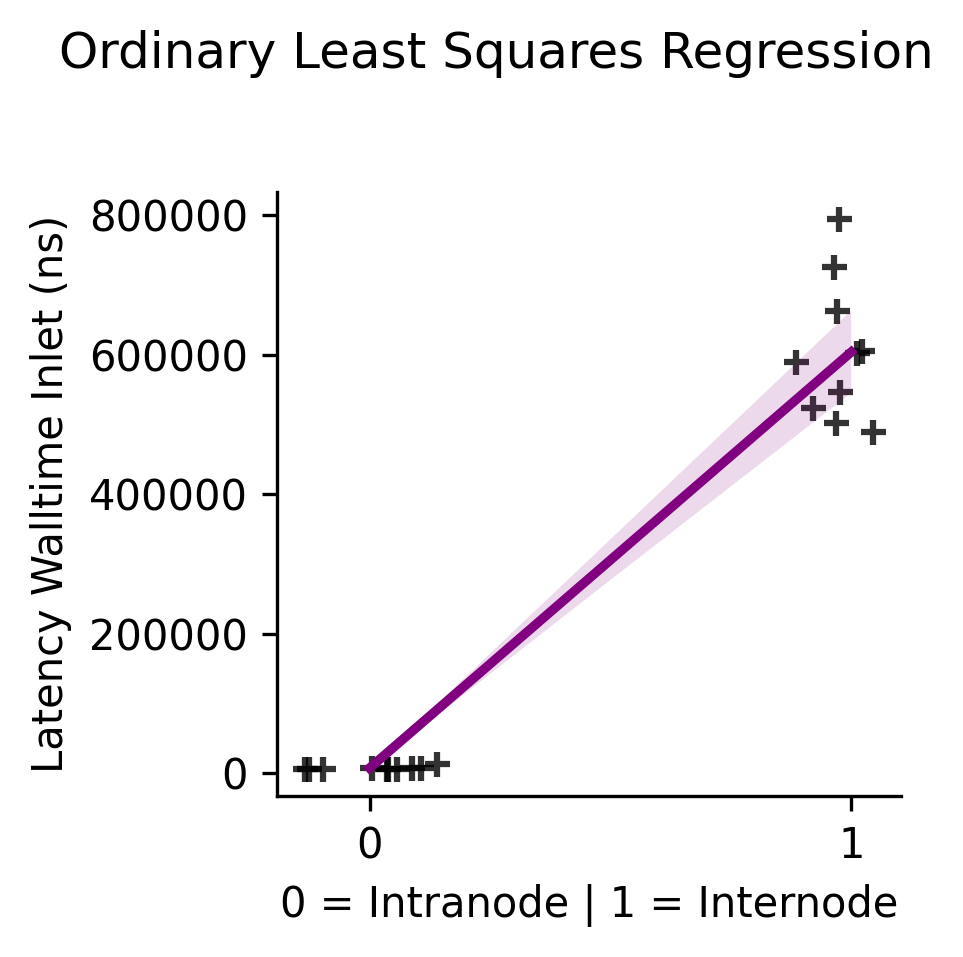 Ordinary Least Squares Regression
Latency Walltime Inlet (ns)
800000
600000
400000
200000
0
0
1
0 = Intranode | 1 = Internode